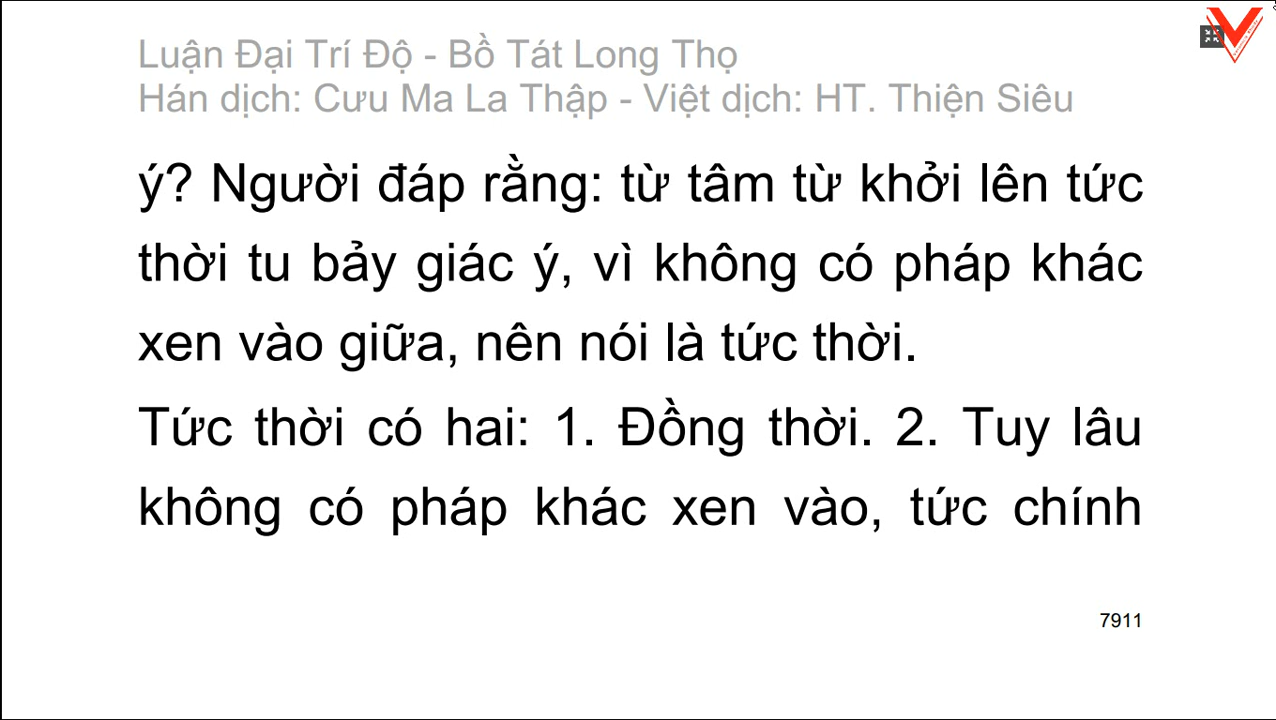 Luận Đại Trí Độ - Bồ Tát Long Thọ
Hán dịch: Cưu Ma La Thập - Việt dịch: HT. Thiện Siêu
ý? Người đáp rằng: từ tâm từ khởi lên tức
thời tu bảy giác ý, vì không có pháp khác
xen vào giữa, nên nói là tức thời.
Tức thời có hai: 1. Đồng thời. 2. Tuy lâu
không có pháp khác xen vào, tức chính
7911